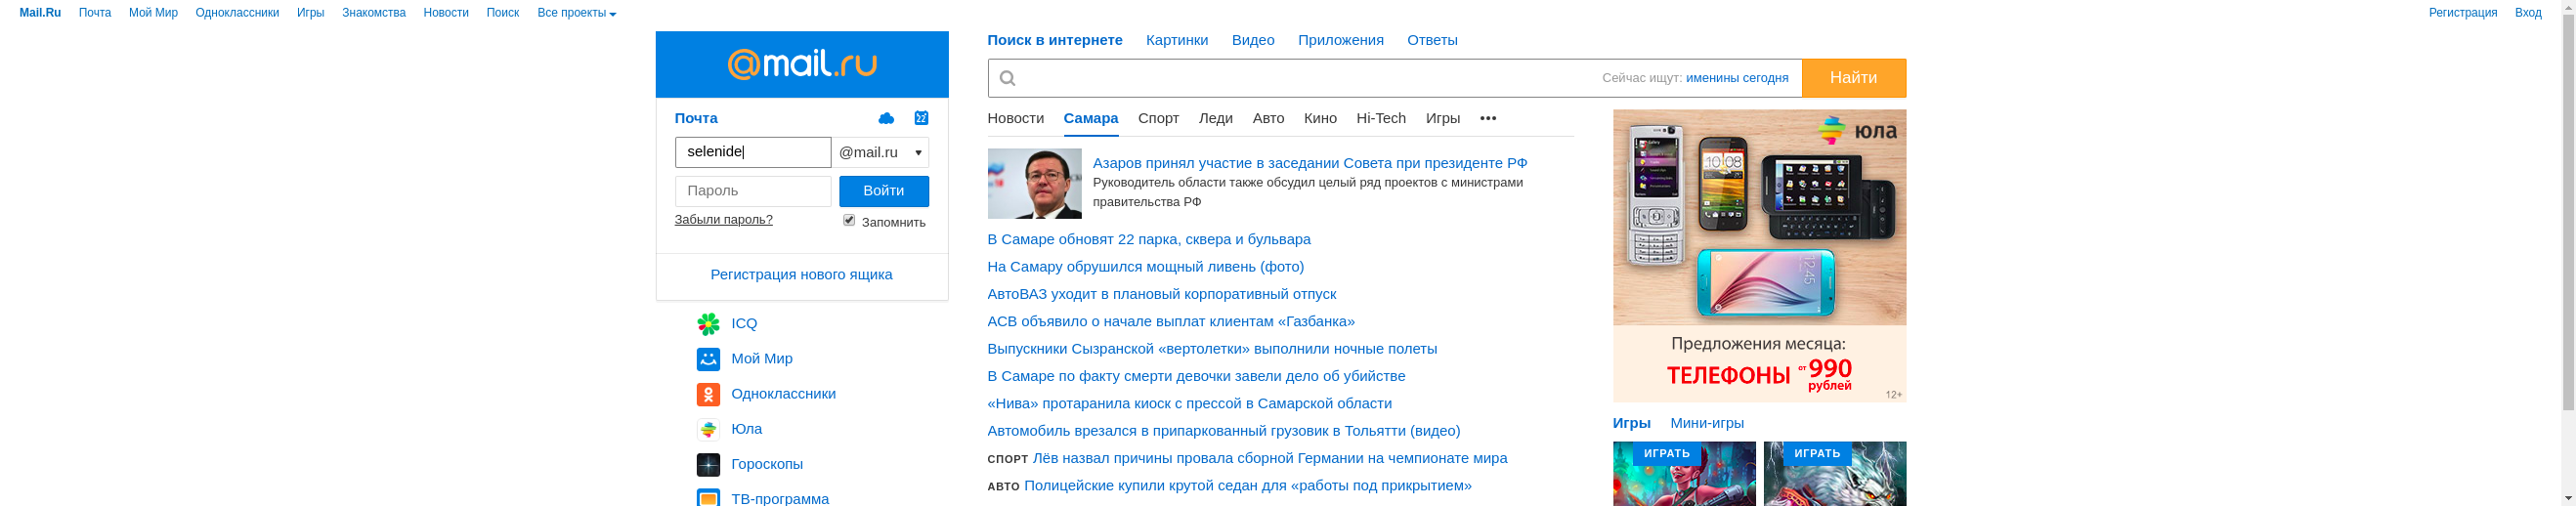 Mail.Ru Почта Мой Мир Одноклассники Игры Знакомства Новости Поиск Все проекты Регистрация Вход
@mail.ru
Почта
22
selenide @mail.ru
Пароль Войти
Забыли пароль? Запомнить
Регистрация нового ящика
ICQ
Мой Мир
Одноклассники
Юла
Гороскопы
ТВ-программа
Поиск в интернете Картинки Видео Приложения Ответы
Сейчас ищут: именины сегодня Найти
Новости Самара Спорт Леди Авто Кино Hi-Tech Игры •••
Азаров принял участие в заседании Совета при президенте РФ
Руководитель области также обсудил целый ряд проектов с министрами
правительства РФ
В Самаре обновят 22 парка, сквера и бульвара
На Самару обрушился мощный ливень (фото)
АвтоВАЗ уходит в плановый корпоративный отпуск
АСВ объявило о начале выплат клиентам «Газбанка»
Выпускники Сызранской «вертолетки» выполнили ночные полеты
В Самаре по факту смерти девочки завели дело об убийстве
«Нива» протаранила киоск с прессой в Самарской области
Автомобиль врезался в припаркованный грузовик в Тольятти (видео)
СПОРТ Лёв назвал причины провала сборной Германии на чемпионате мира
АВТО Полицейские купили крутой седан для «работы под прикрытием»
юла
10:08
12:45
Предложения месяца:
ТЕЛЕФОНЫ от 990
рублей
12+
Игры Мини-игры
ИГРАТЬ ИГРАТЬ